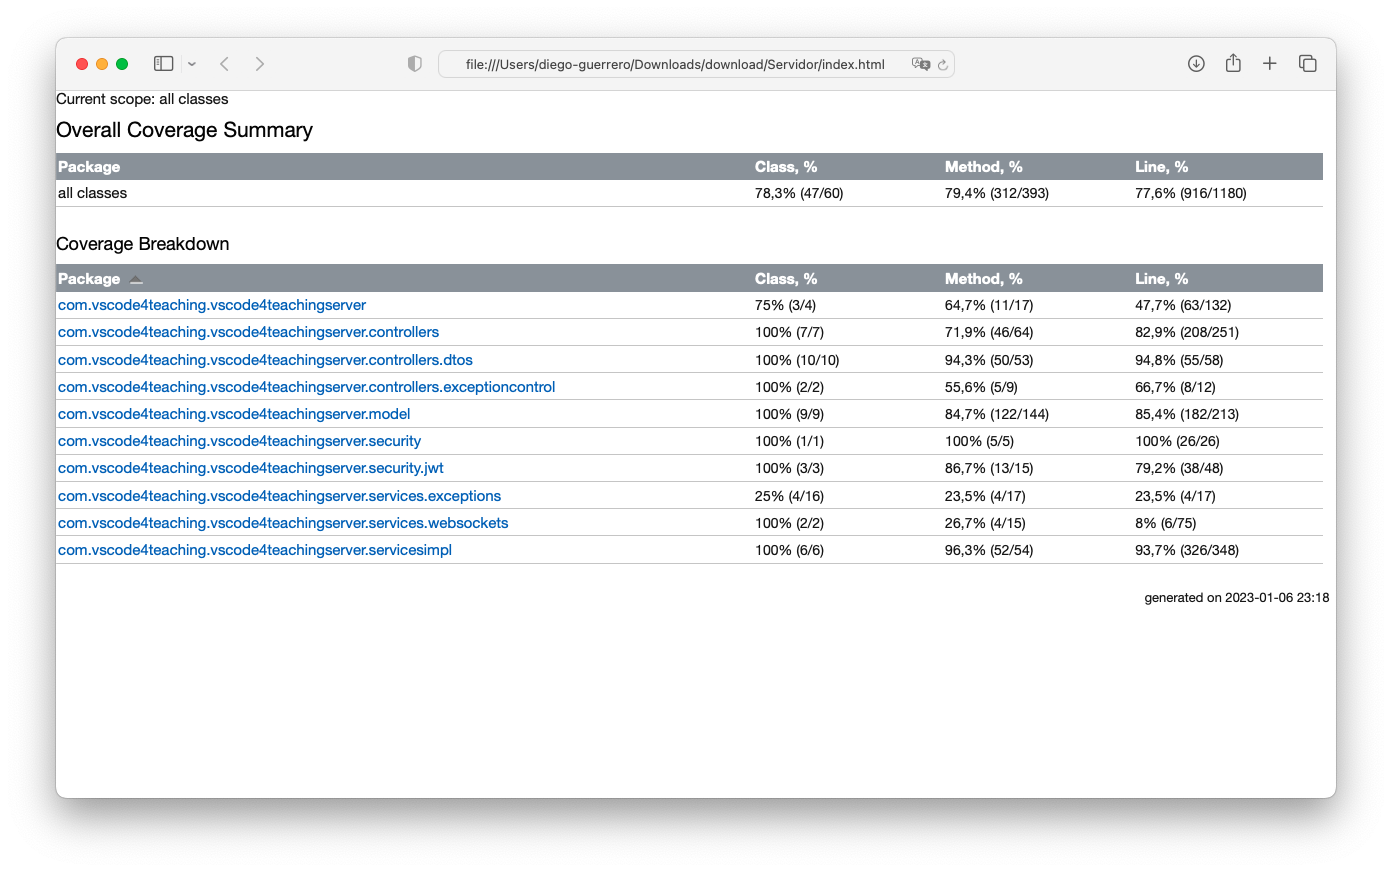 file:///Users/diego-guerrero/Downloads/download/Servidor/index.html
Current scope: all classes
Overall Coverage Summary
Package Class, % Method, % Line, %
all classes 78,3% (47/60) 79,4% (312/393) 77,6% (916/1180)
Coverage Breakdown
Package Class, % Method, % Line, %
com.vscode4teaching.vscode4teachingserver 75% (3/4) 64,7% (11/17) 47,7% (63/132)
com.vscode4teaching.vscode4teachingserver.controllers 100% (7/7) 71,9% (46/64) 82,9% (208/251)
com.vscode4teaching.vscode4teachingserver.controllers.dtos 100% (10/10) 94,3% (50/53) 94,8% (55/58)
com.vscode4teaching.vscode4teachingserver.controllers.exceptioncontrol 100% (2/2) 55,6% (5/9) 66,7% (8/12)
com.vscode4teaching.vscode4teachingserver.model 100% (9/9) 84,7% (122/144) 85,4% (182/213)
com.vscode4teaching.vscode4teachingserver.security 100% (1/1) 100% (5/5) 100% (26/26)
com.vscode4teaching.vscode4teachingserver.security.jwt 100% (3/3) 86,7% (13/15) 79,2% (38/48)
com.vscode4teaching.vscode4teachingserver.services.exceptions 25% (4/16) 23,5% (4/17) 23,5% (4/17)
com.vscode4teaching.vscode4teachingserver.services.websockets 100% (2/2) 26,7% (4/15) 8% (6/75)
com.vscode4teaching.vscode4teachingserver.servicesimpl 100% (6/6) 96,3% (52/54) 93,7% (326/348)
generated on 2023-01-06 23:18